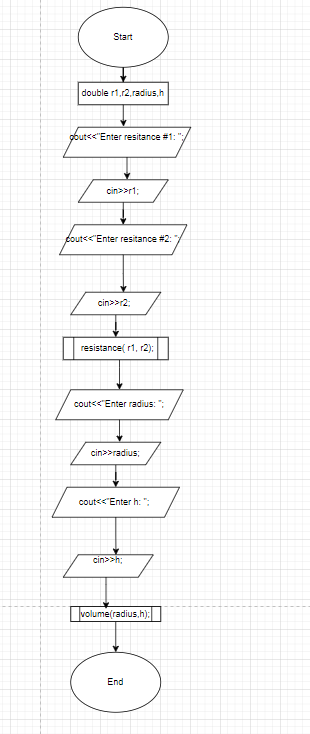 Start
double r1,r2,radius,h
cout<<"Enter resitance #1: ";
cin>>r1;
cout<<"Enter resitance #2: ";
cin>>r2;
resistance( r1, r2);
cout<<"Enter radius: ";
cin>>radius;
cout<<"Enter h: ";
cin>>h;
volume(radius,h);
End